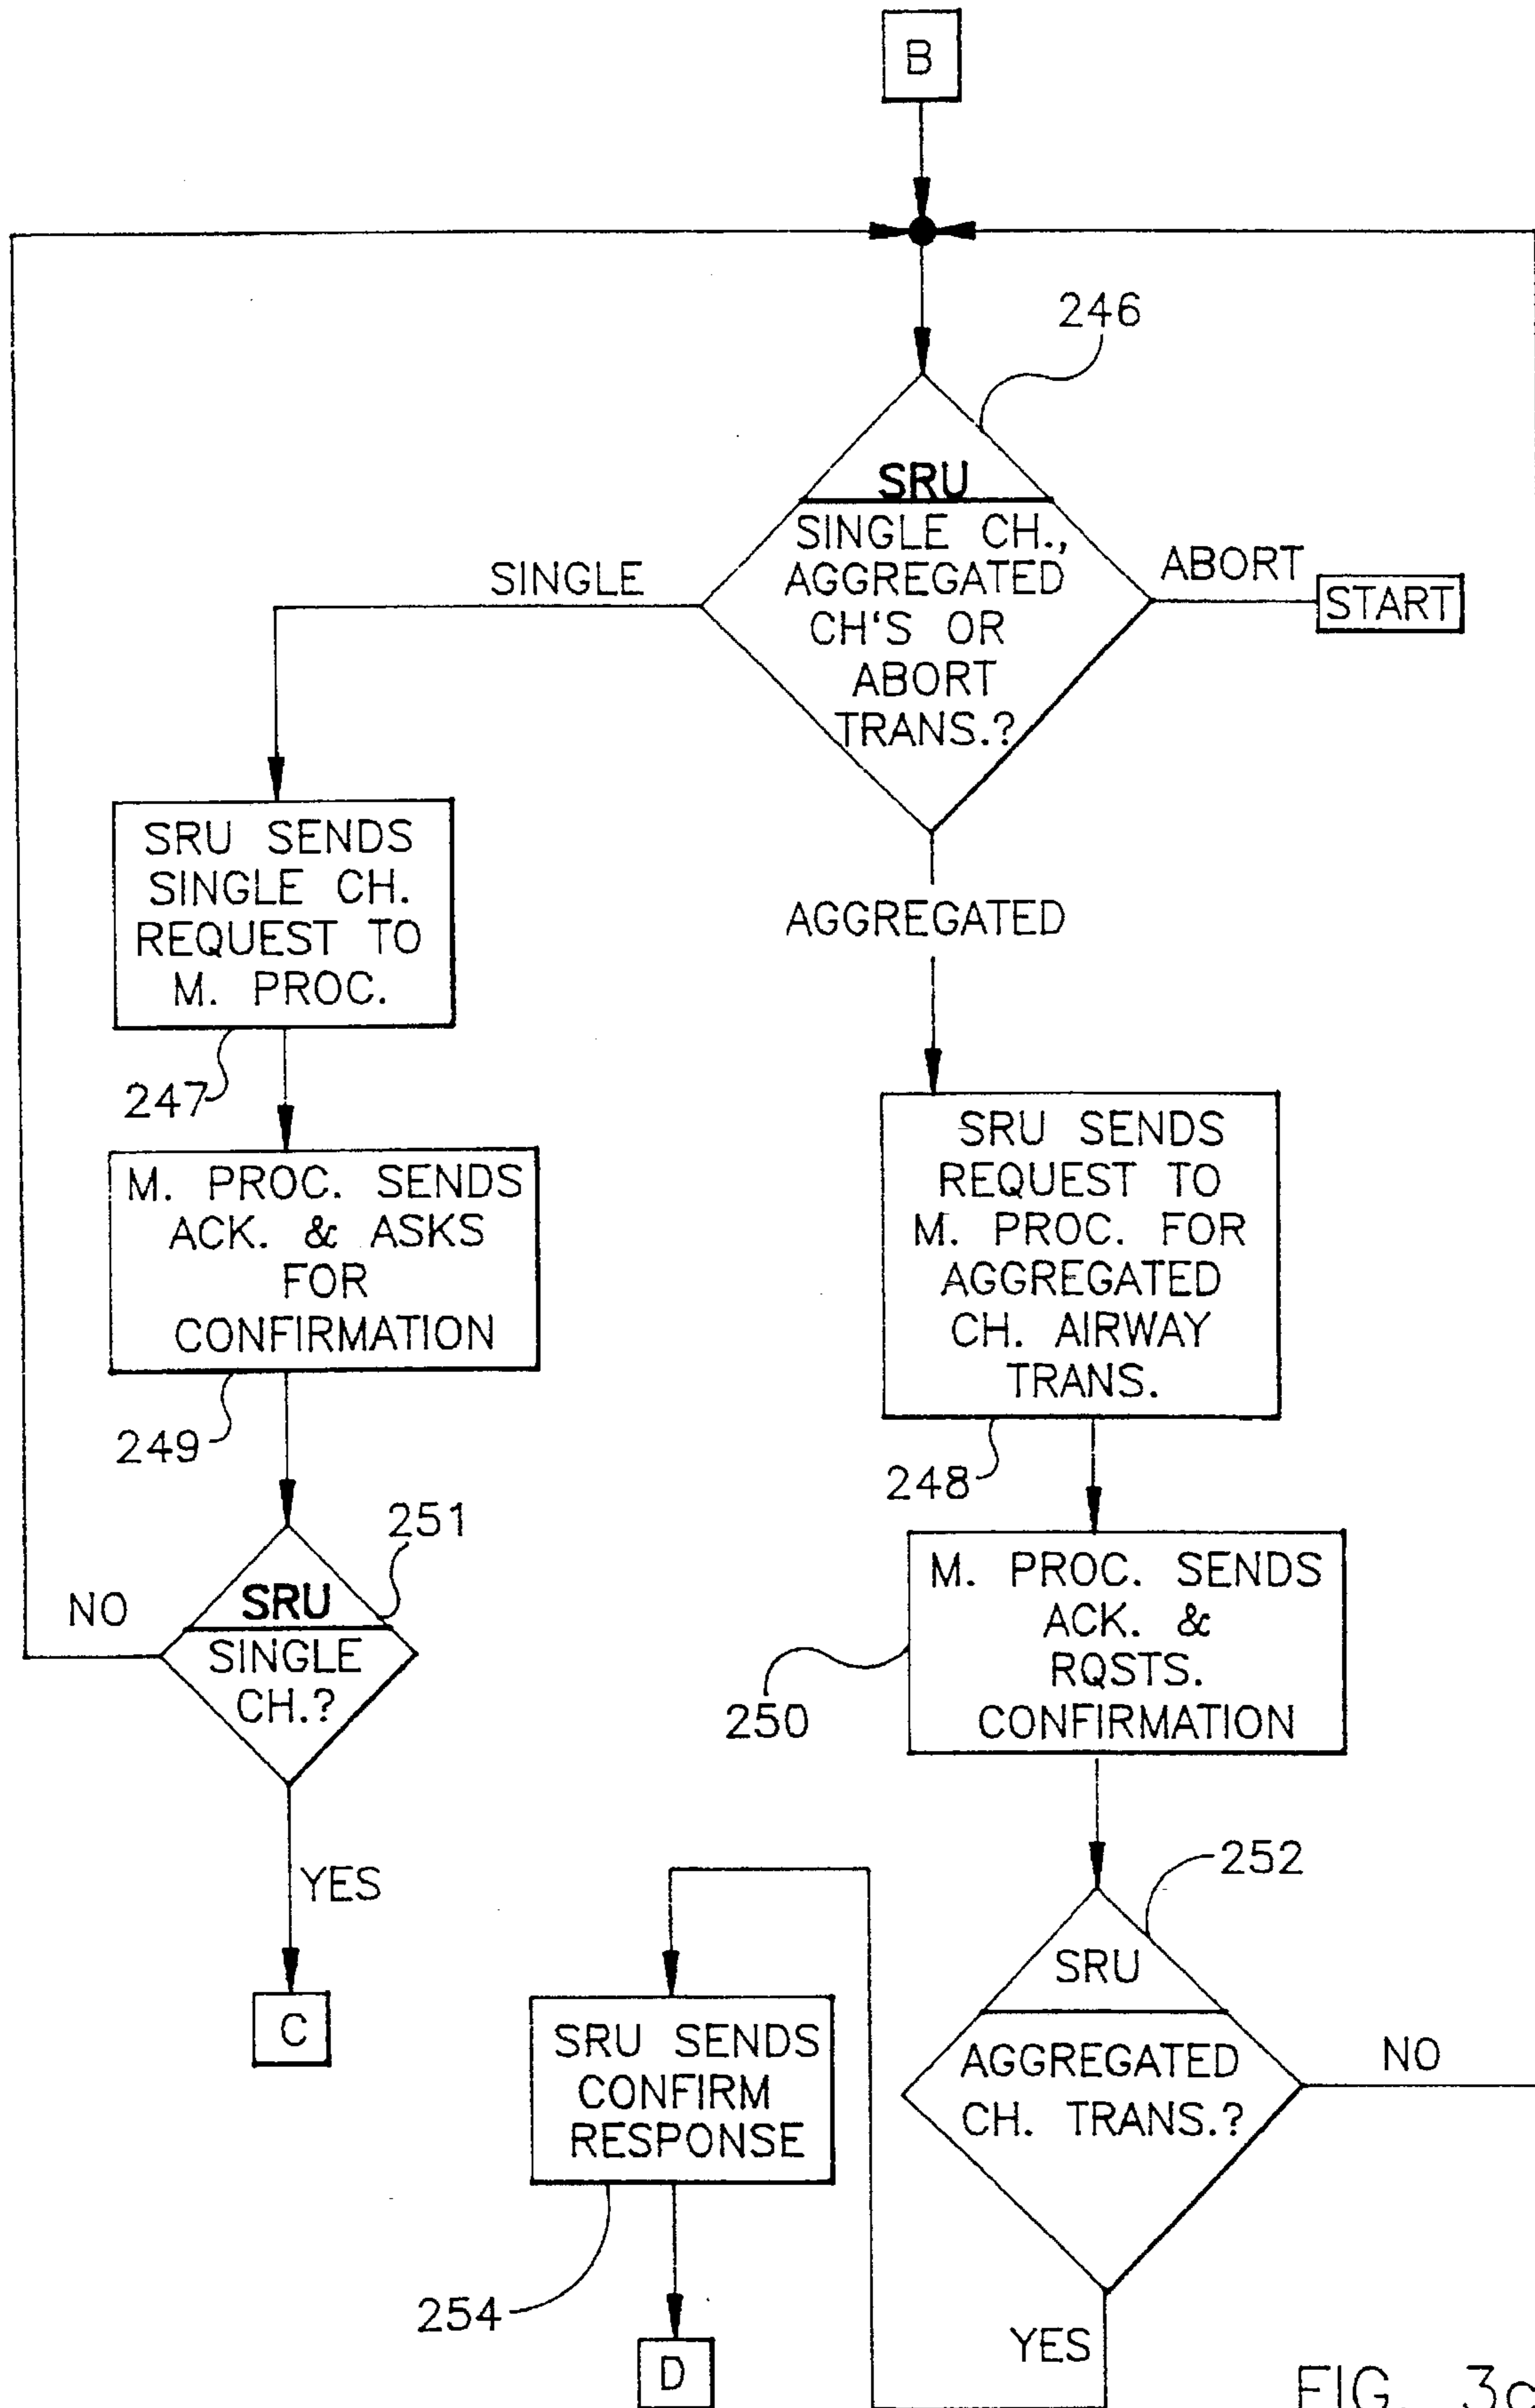 B
246
SRU
SINGLE CH.,
AGGREGATED
CH'S OR
ABORT
TRANS.?
SINGLE
ABORT
START
AGGREGATED
SRU SENDS
SINGLE CH.
REQUEST TO
M. PROC.
247
M. PROC. SENDS
ACK. & ASKS
FOR
CONFIRMATION
249
SRU SENDS
REQUEST TO
M. PROC. FOR
AGGREGATED
CH. AIRWAY
TRANS.
248
251
SRU
SINGLE
CH.?
NO
YES
C
M. PROC. SENDS
ACK. &
RQSTS.
CONFIRMATION
250
252
SRU
AGGREGATED
CH. TRANS.?
NO
YES
SRU SENDS
CONFIRM
RESPONSE
254
D
FIG. 3c